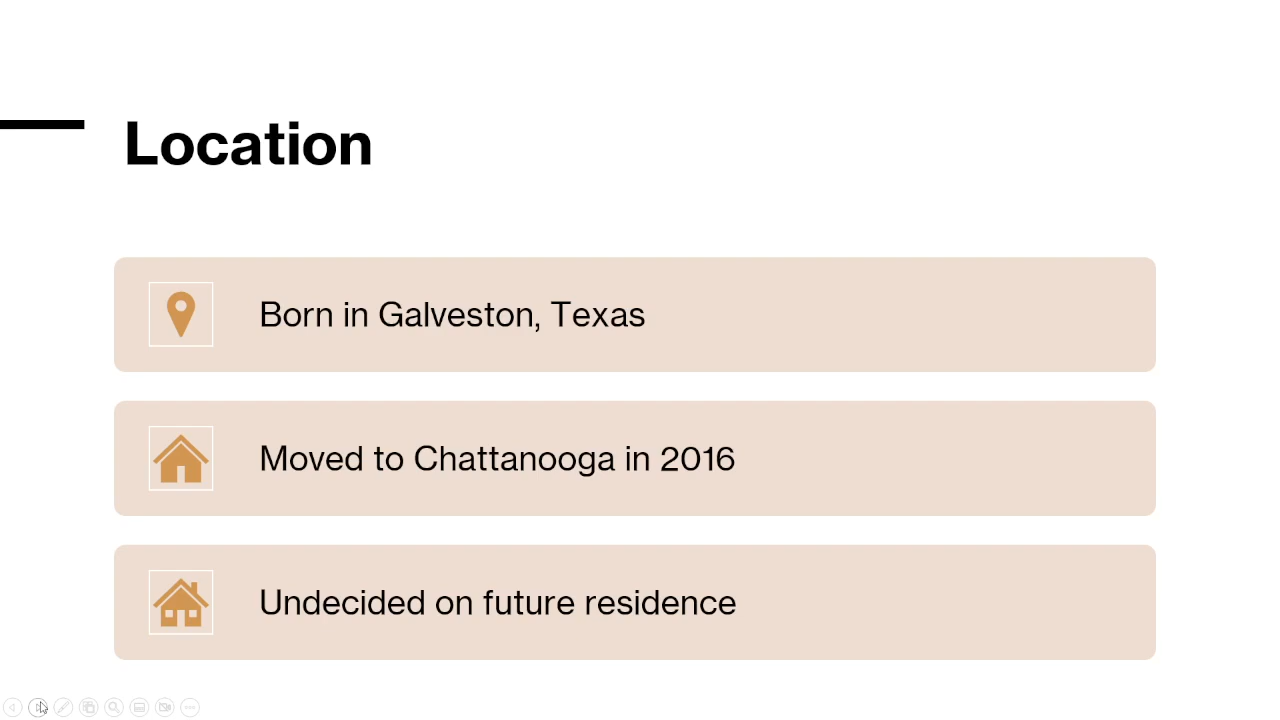 Location
Born in Galveston, Texas
Moved to Chattanooga in 2016
Undecided on future residence